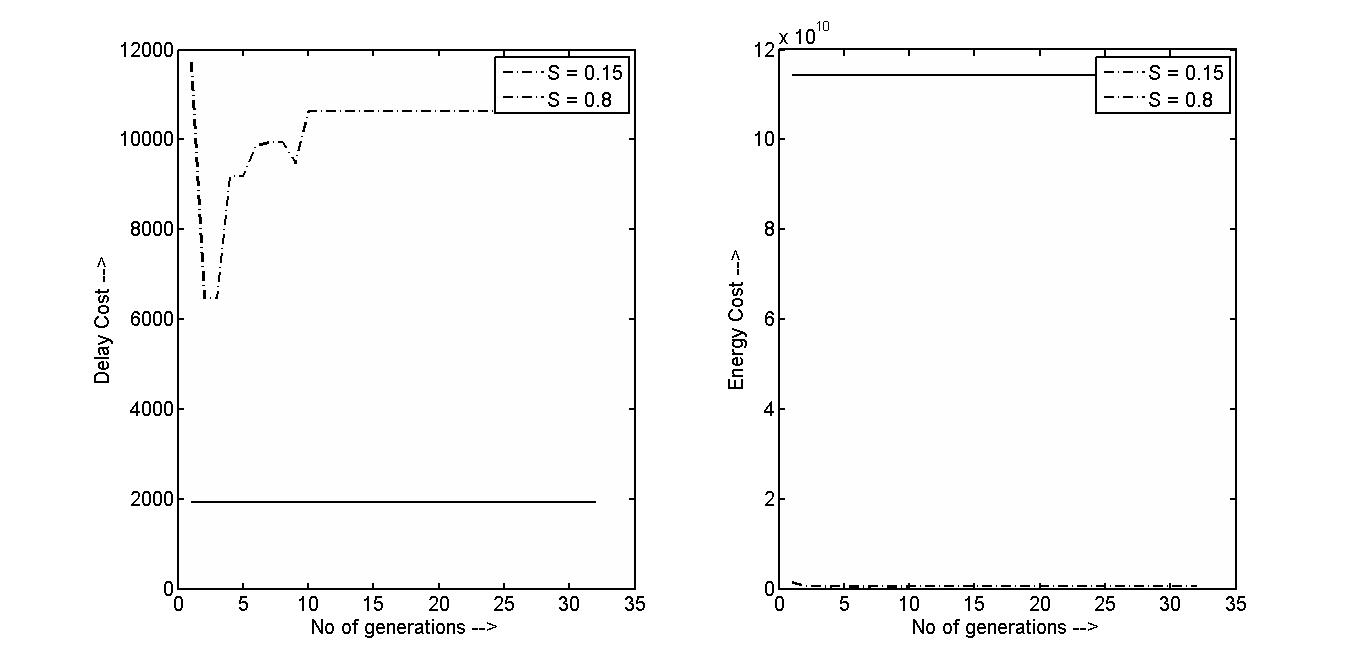 12000
10000
8000
6000
4000
2000
0
0 5 10 15 20 25 30 35
Delay Cost -->
No of generations -->
S = 0.15
S = 0.8
x 10^10
12
10
8
6
4
2
0
0 5 10 15 20 25 30 35
Energy Cost -->
No of generations -->
S = 0.15
S = 0.8